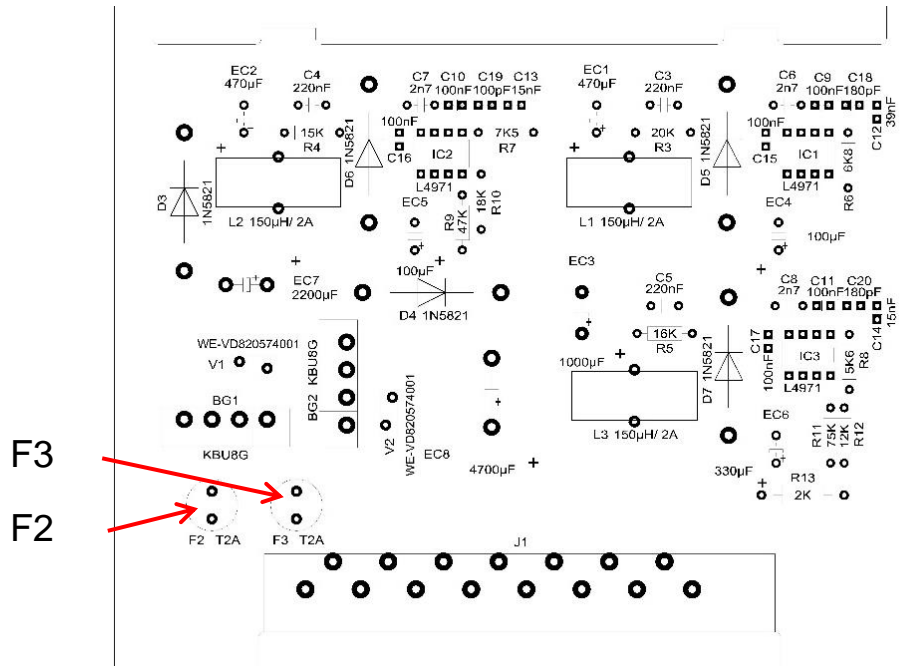 EC2
470µF
C4
220nF
C7
2n7
C10
100nF
C19
100pF
C13
15nF
EC1
470µF
C3
220nF
C6
2n7
C9
100nF
C18
180pF
39nF
C12
100nF
C16
15K
R4
D6 1N5821
IC2
L4971
7K5
R7
20K
R3
D5 1N5821
100nF
C15
IC1
L4971
6K8
R6
D3
1N5821
L2 150µH/ 2A
EC5
100µF
R9
47K
18K
R10
L1 150µH/ 2A
EC4
100µF
EC7
2200µF
D4 1N5821
EC3
1000µF
C5
220nF
16K
R5
C8
2n7
C11
100nF
C20
180pF
15nF
C14
C17
100nF
IC3
L4971
5K6
R8
D7 1N5821
WE-VD820574001
V1
BG1
KBU8G
BG2 KBU8G
V2
WE-VD820574001
EC8
4700µF
L3 150µH/ 2A
EC6
330µF
R11
75K
12K
R12
R13
2K
F3
F2
F2 T2A
F3 T2A
J1